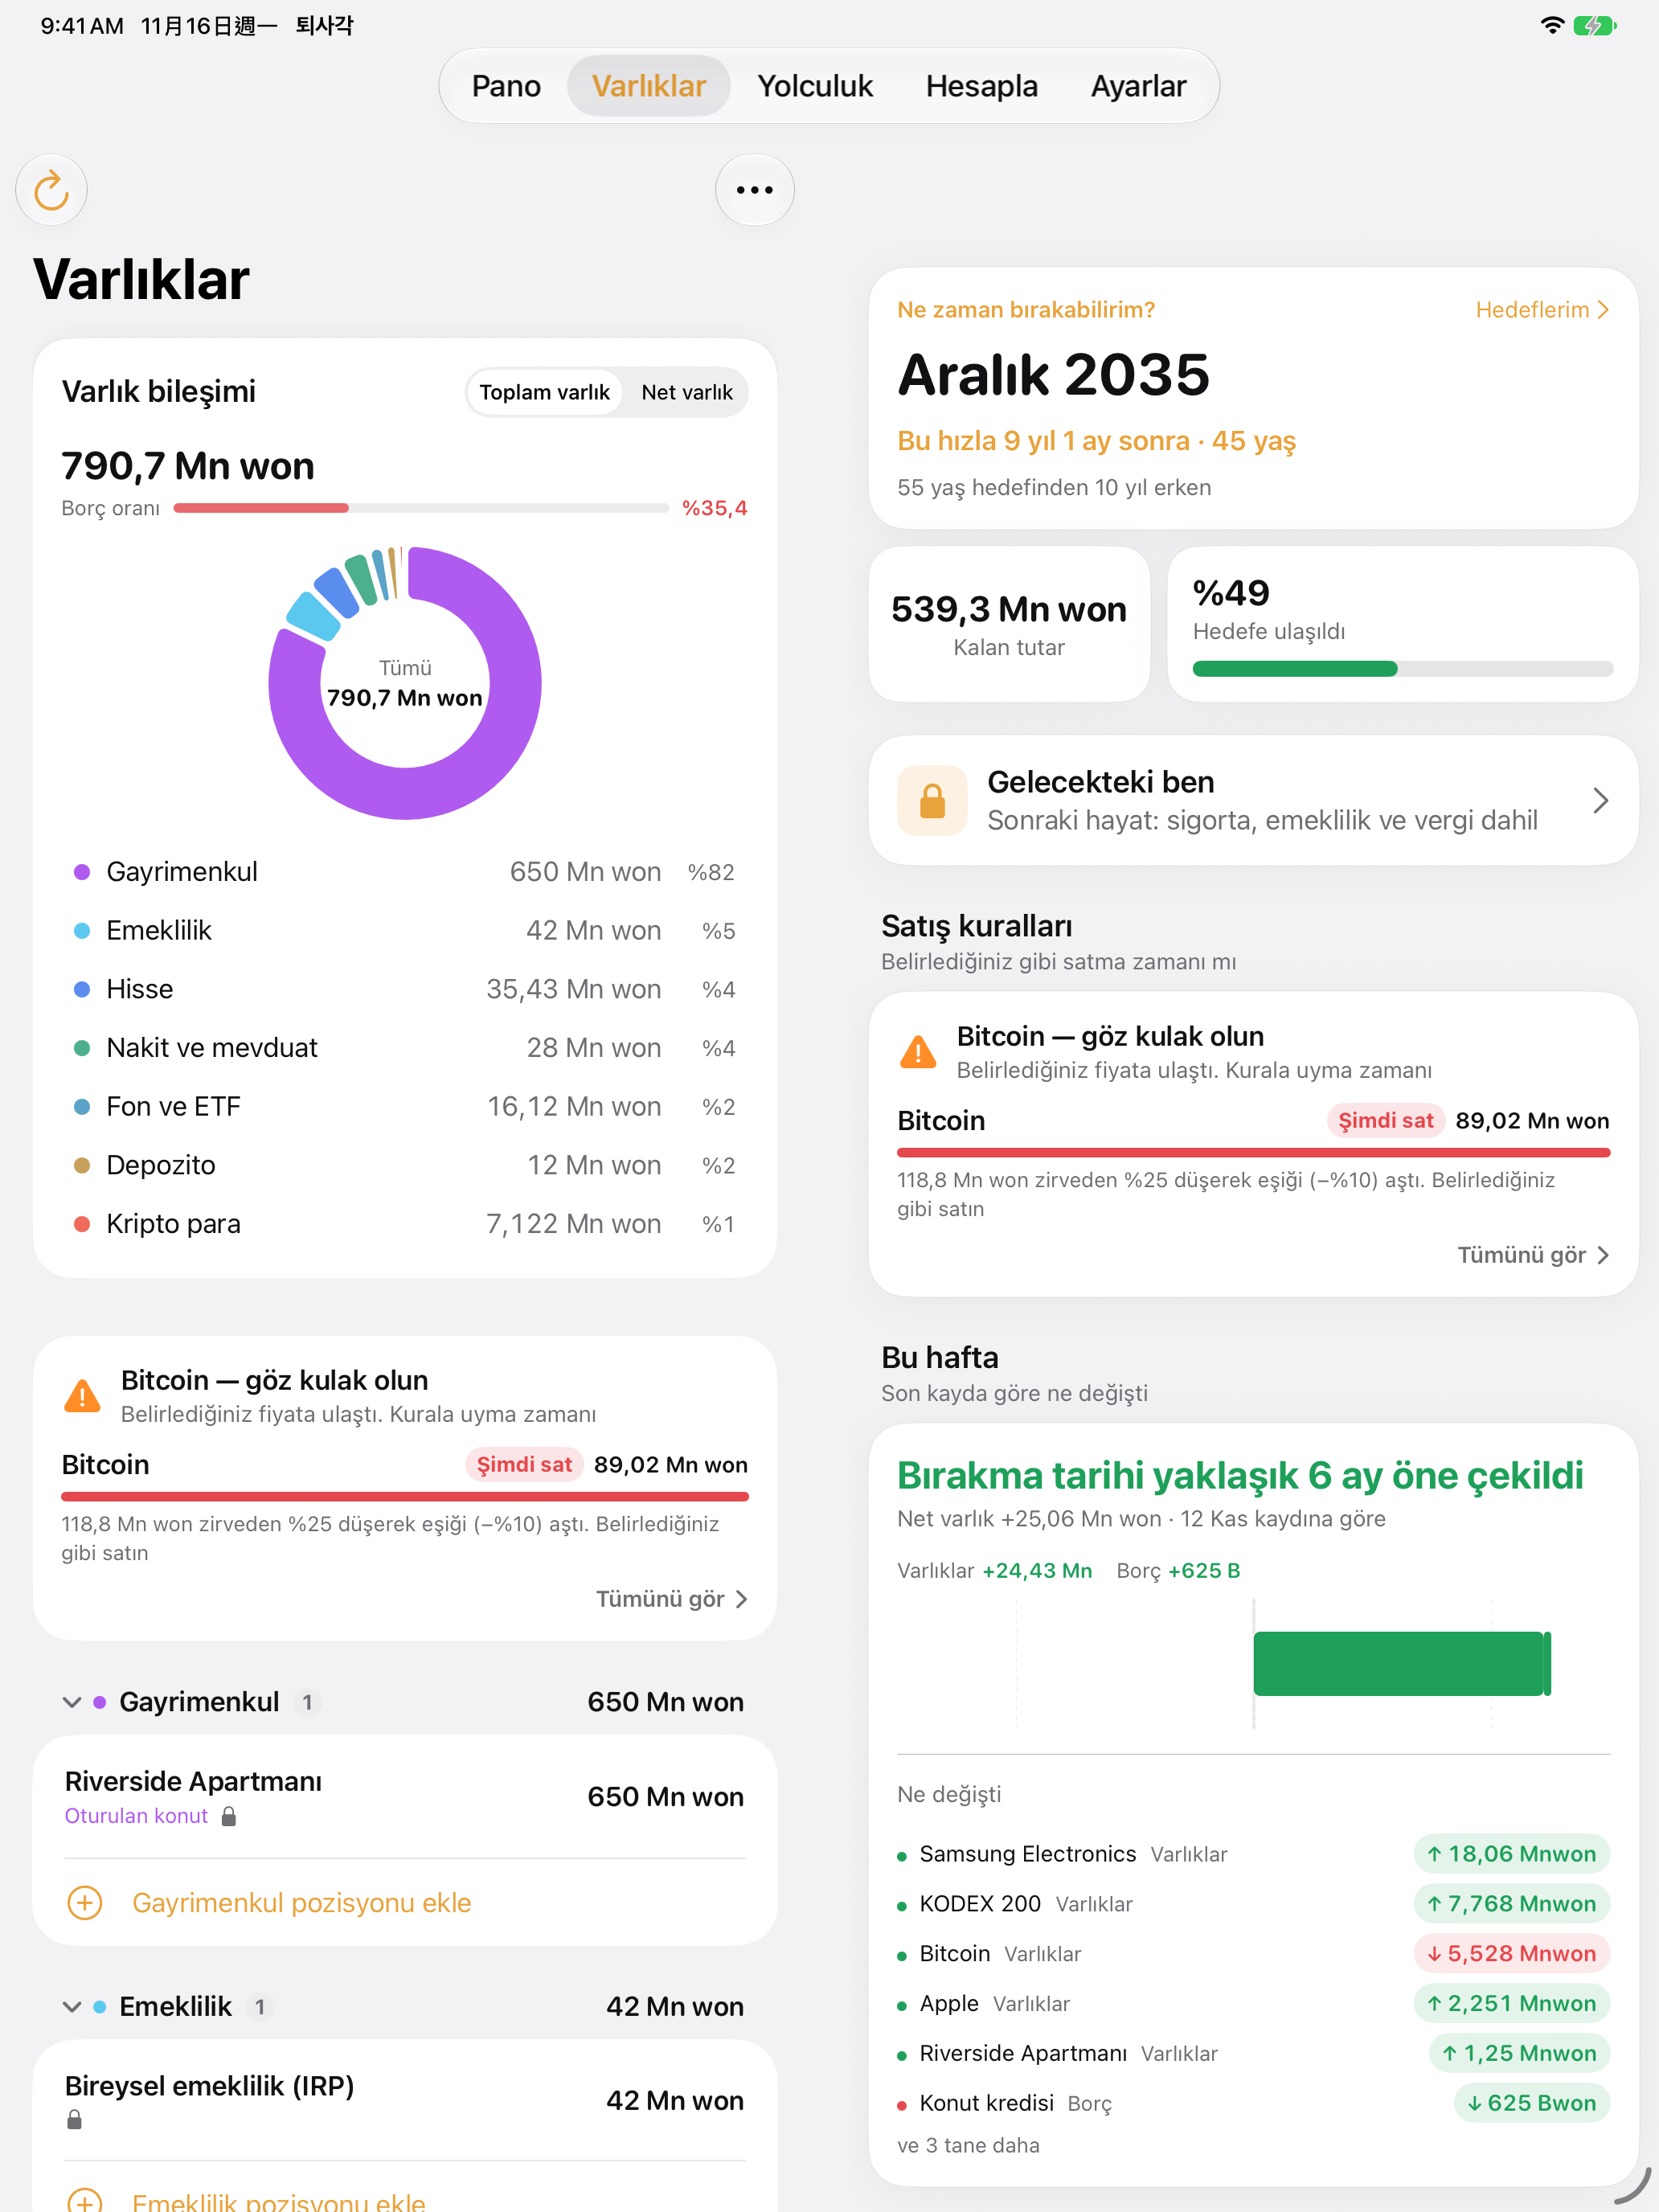 9:41 AM 11月16日週一 퇴사각
Pano
Varlıklar
Yolculuk
Hesapla
Ayarlar
Varlıklar
Varlık bileşimi
Toplam varlık
Net varlık
790,7 Mn won
Borç oranı
%35,4
Tümü
790,7 Mn won
Gayrimenkul 650 Mn won %82
Emeklilik 42 Mn won %5
Hisse 35,43 Mn won %4
Nakit ve mevduat 28 Mn won %4
Fon ve ETF 16,12 Mn won %2
Depozito 12 Mn won %2
Kripto para 7,122 Mn won %1
Bitcoin — göz kulak olun
Belirlediğiniz fiyata ulaştı. Kurala uyma zamanı
Bitcoin Şimdi sat 89,02 Mn won
118,8 Mn won zirveden %25 düşerek eşiği (−%10) aştı. Belirlediğiniz
gibi satın
Tümünü gör
Gayrimenkul 1 650 Mn won
Riverside Apartmanı
Oturulan konut
650 Mn won
Gayrimenkul pozisyonu ekle
Emeklilik 1 42 Mn won
Bireysel emeklilik (IRP)
42 Mn won
Emeklilik pozisyonu ekle
Ne zaman bırakabilirim?
Hedeflerim
Aralık 2035
Bu hızla 9 yıl 1 ay sonra · 45 yaş
55 yaş hedefinden 10 yıl erken
539,3 Mn won
Kalan tutar
%49
Hedefe ulaşıldı
Gelecekteki ben
Sonraki hayat: sigorta, emeklilik ve vergi dahil
Satış kuralları
Belirlediğiniz gibi satma zamanı mı
Bitcoin — göz kulak olun
Belirlediğiniz fiyata ulaştı. Kurala uyma zamanı
Bitcoin Şimdi sat 89,02 Mn won
118,8 Mn won zirveden %25 düşerek eşiği (−%10) aştı. Belirlediğiniz
gibi satın
Tümünü gör
Bu hafta
Son kayda göre ne değişti
Bırakma tarihi yaklaşık 6 ay öne çekildi
Net varlık +25,06 Mn won · 12 Kas kaydına göre
Varlıklar +24,43 Mn Borç +625 B
Ne değişti
Samsung Electronics Varlıklar ↑ 18,06 Mnwon
KODEX 200 Varlıklar ↑ 7,768 Mnwon
Bitcoin Varlıklar ↓ 5,528 Mnwon
Apple Varlıklar ↑ 2,251 Mnwon
Riverside Apartmanı Varlıklar ↑ 1,25 Mnwon
Konut kredisi Borç ↓ 625 Bwon
ve 3 tane daha